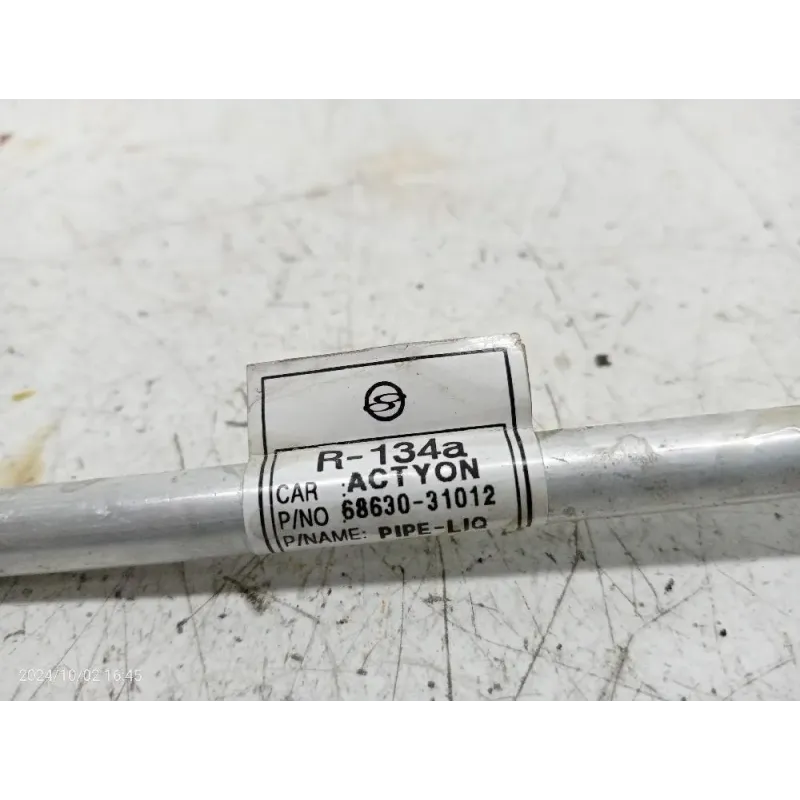 R-134a
CAR :ACTYON
P/NO :68630-31012
P/NAME: PIPE-LIQ
2024/10/02 16:45